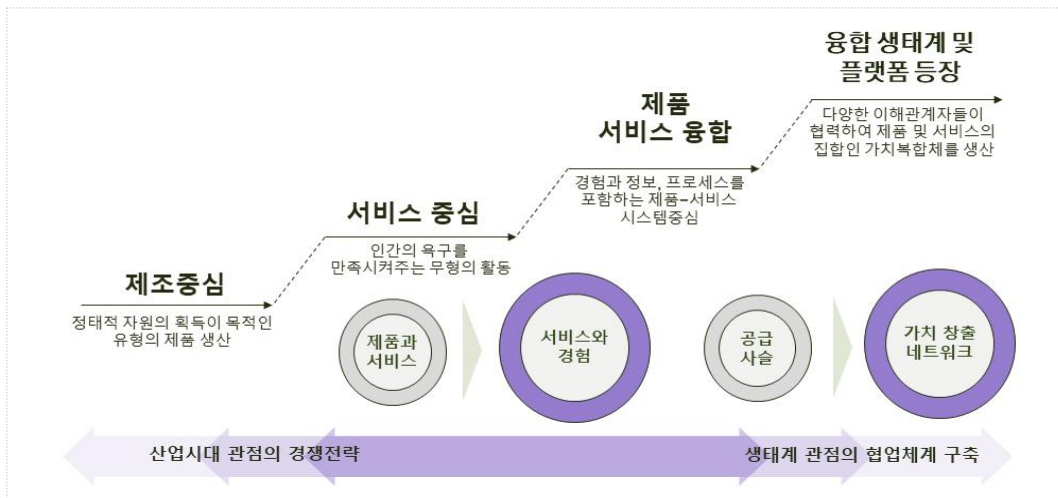 융합 생태계 및
플랫폼 등장
다양한 이해관계자들이
협력하여 제품 및 서비스의
집합인 가치복합체를 생산
제품
서비스 융합
경험과 정보, 프로세스를
포함하는 제품-서비스
시스템중심
서비스 중심
인간의 욕구를
만족시켜주는 무형의 활동
제조중심
정태적 자원의 획득이 목적인
유형의 제품 생산
제품과
서비스
서비스와
경험
공급
사슬
가치 창출
네트워크
산업시대 관점의 경쟁전략
생태계 관점의 협업체계 구축